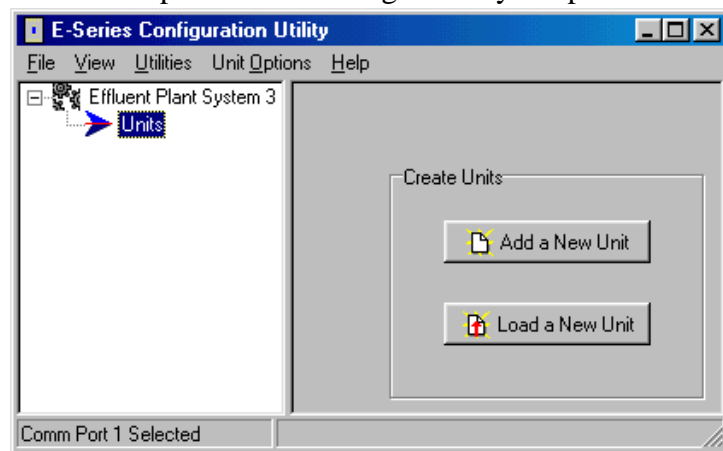 E-Series Configuration Utility
File View Utilities Unit Options Help
Effluent Plant System 3
Units
Create Units
Add a New Unit
Load a New Unit
Comm Port 1 Selected